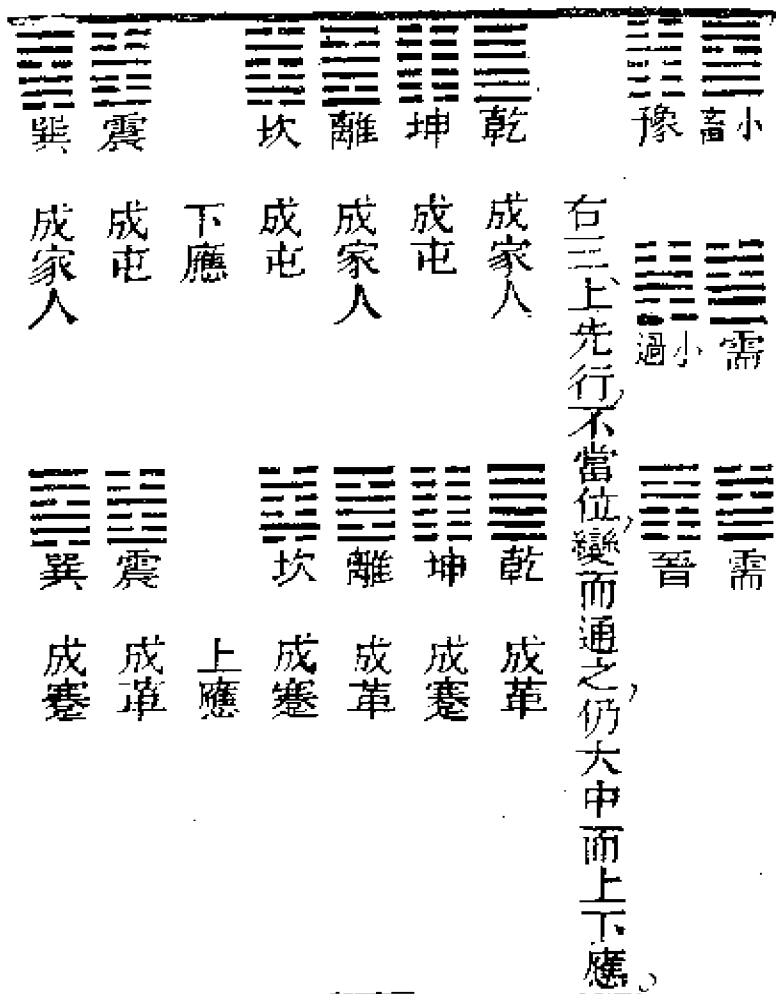 小畜 需 需
豫 小過 晉
右三、上先行、不當位、變而通之、仍大中而上下應。
乾 成家人 乾 成革
坤 成屯 坤 成蹇
離 成家人 離 成革
坎 成屯 坎 成蹇
下應 上應
震 成屯 震 成革
巽 成家人 巽 成蹇